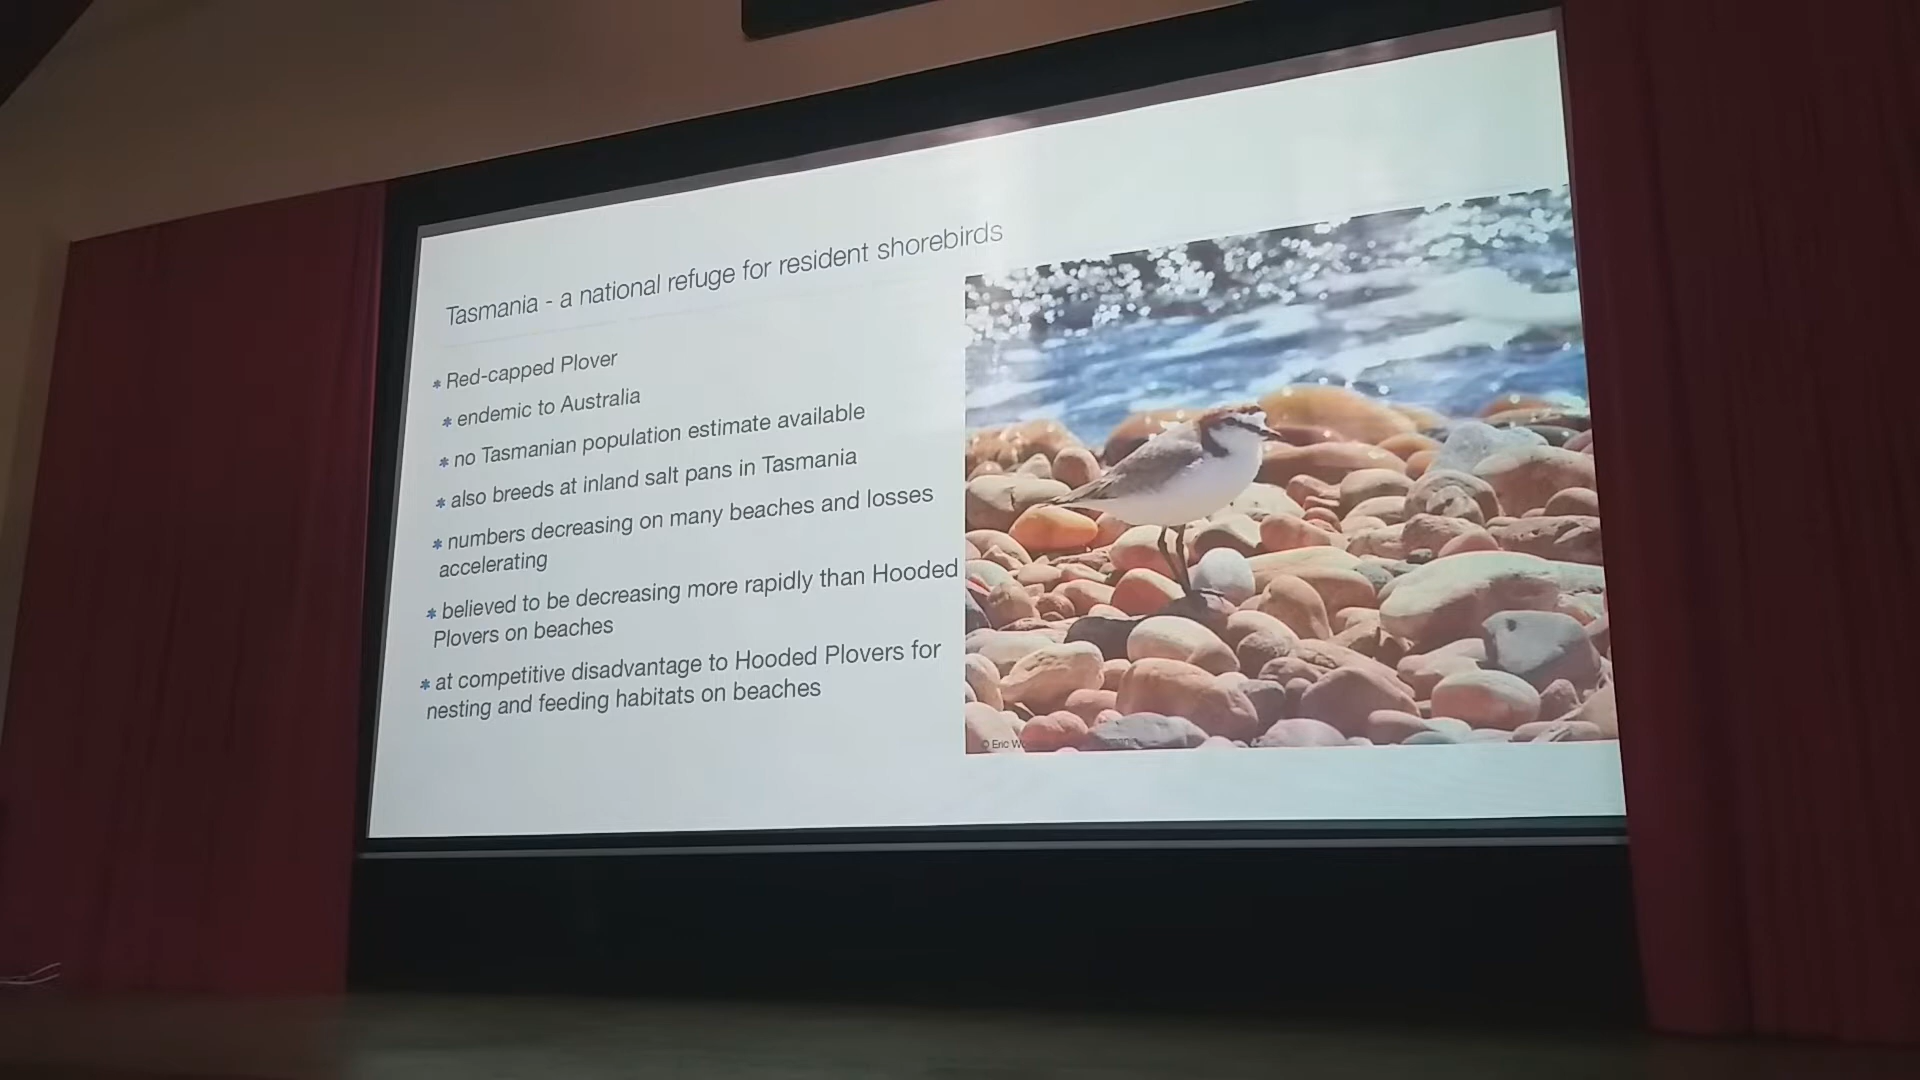 Tasmania - a national refuge for resident shorebirds
* Red-capped Plover
* endemic to Australia
* no Tasmanian population estimate available
* also breeds at inland salt pans in Tasmania
* numbers decreasing on many beaches and losses
accelerating
* believed to be decreasing more rapidly than Hooded
Plovers on beaches
* at competitive disadvantage to Hooded Plovers for
nesting and feeding habitats on beaches
© Eric